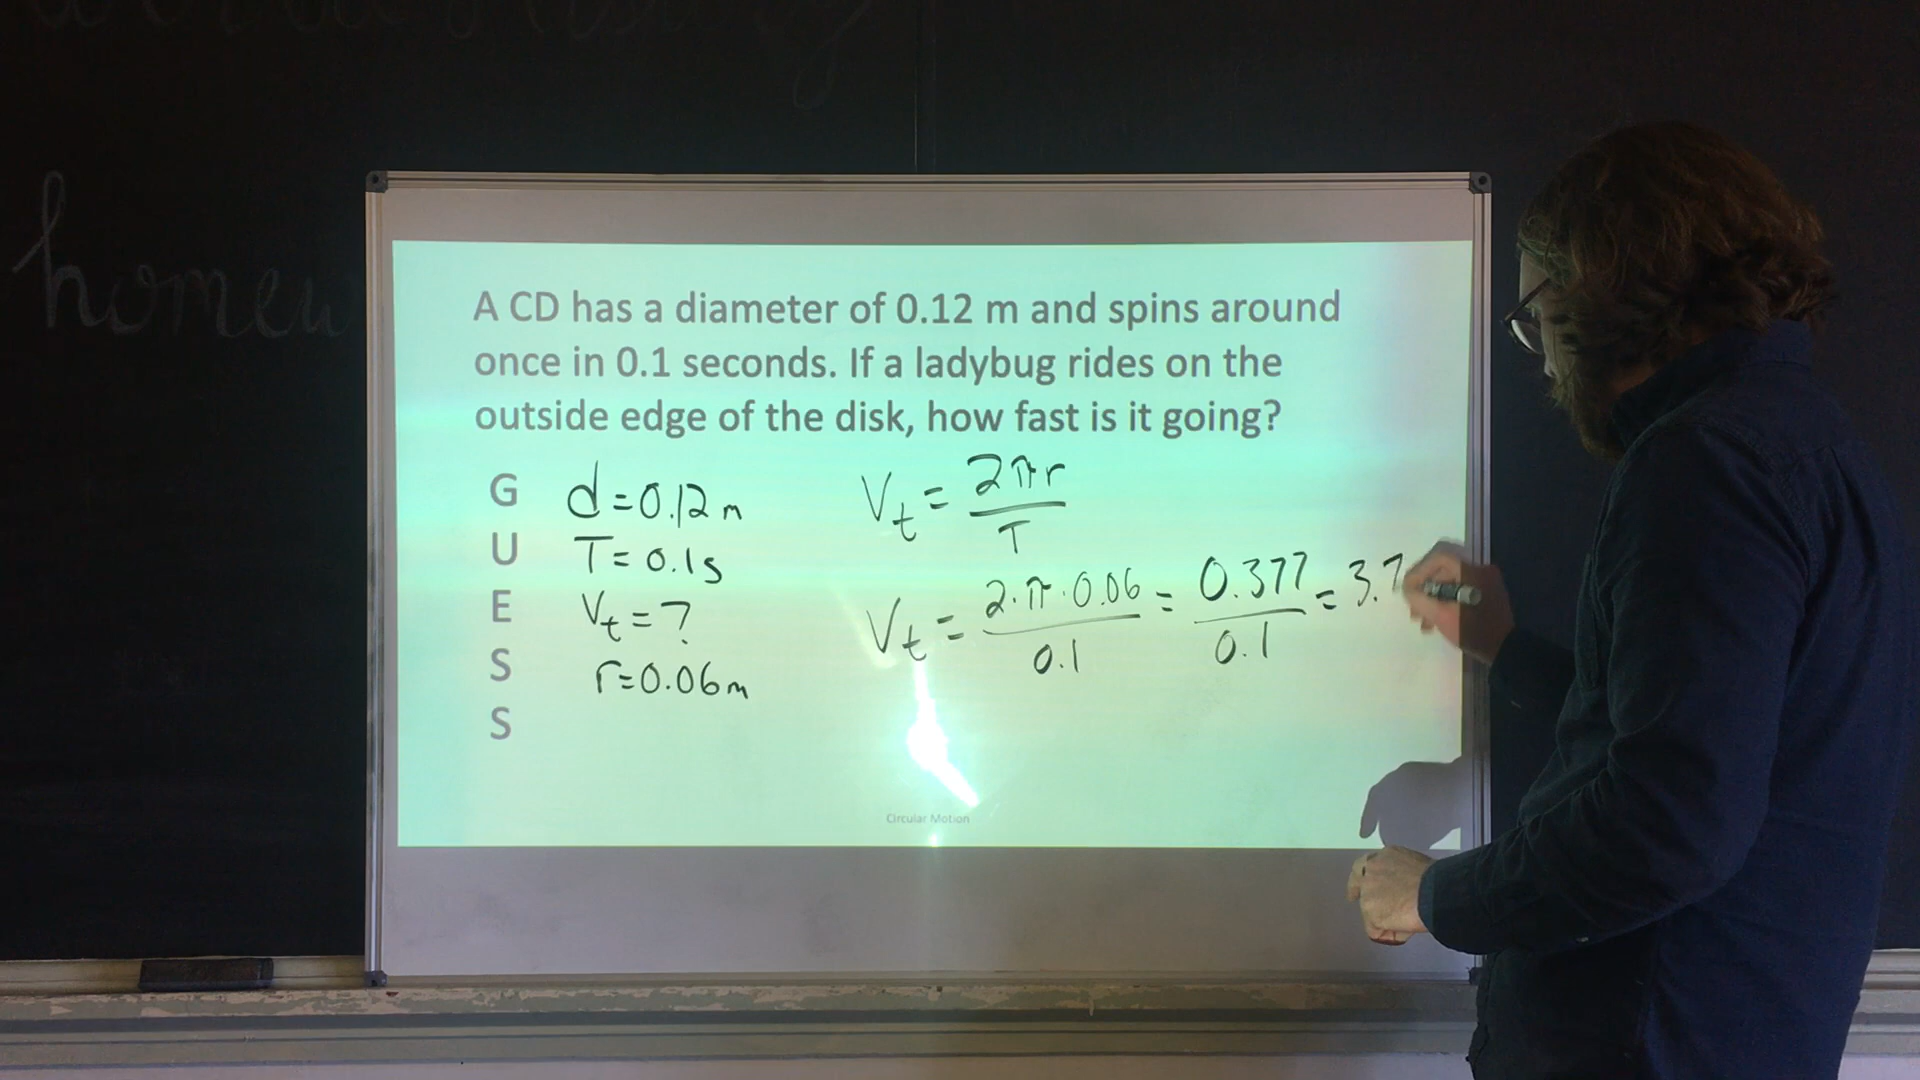 homew
A CD has a diameter of 0.12 m and spins around
once in 0.1 seconds. If a ladybug rides on the
outside edge of the disk, how fast is it going?
G
U
E
S
S
d=0.12m
T=0.1s
Vt=?
r=0.06m
Vt = 2πr / T
Vt = 2·π·0.06 / 0.1 = 0.377 / 0.1 = 3.7
Circular Motion